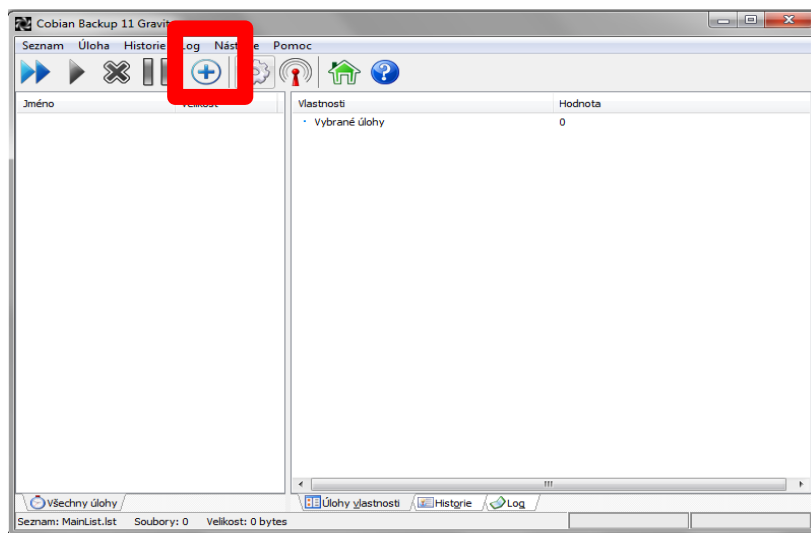 Cobian Backup 11 Gravit
Seznam Úloha Historie Log Nást e Pomoc
Jméno Velikost Vlastnosti Hodnota
Vybrané úlohy 0
Všechny úlohy Úlohy vlastnosti Historie Log
Seznam: MainList.lst Soubory: 0 Velikost: 0 bytes